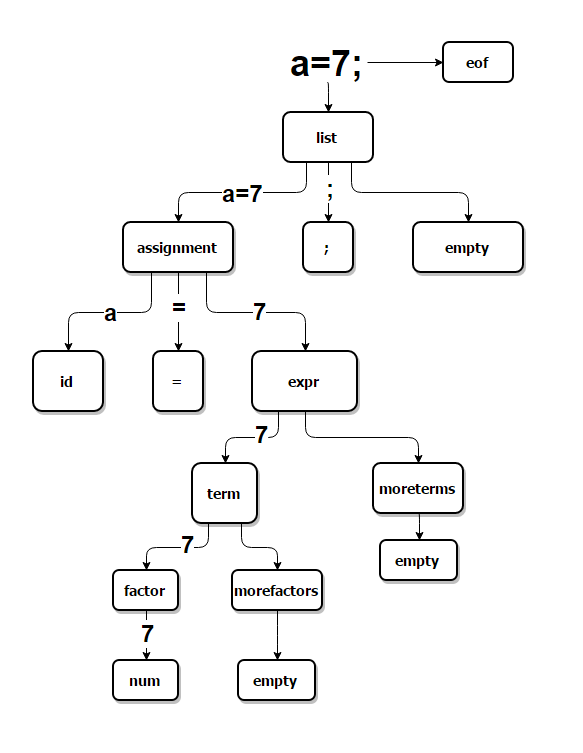 a=7;
eof
list
a=7
;
assignment
;
empty
a
=
7
id
=
expr
7
term
moreterms
7
empty
factor
morefactors
7
num
empty